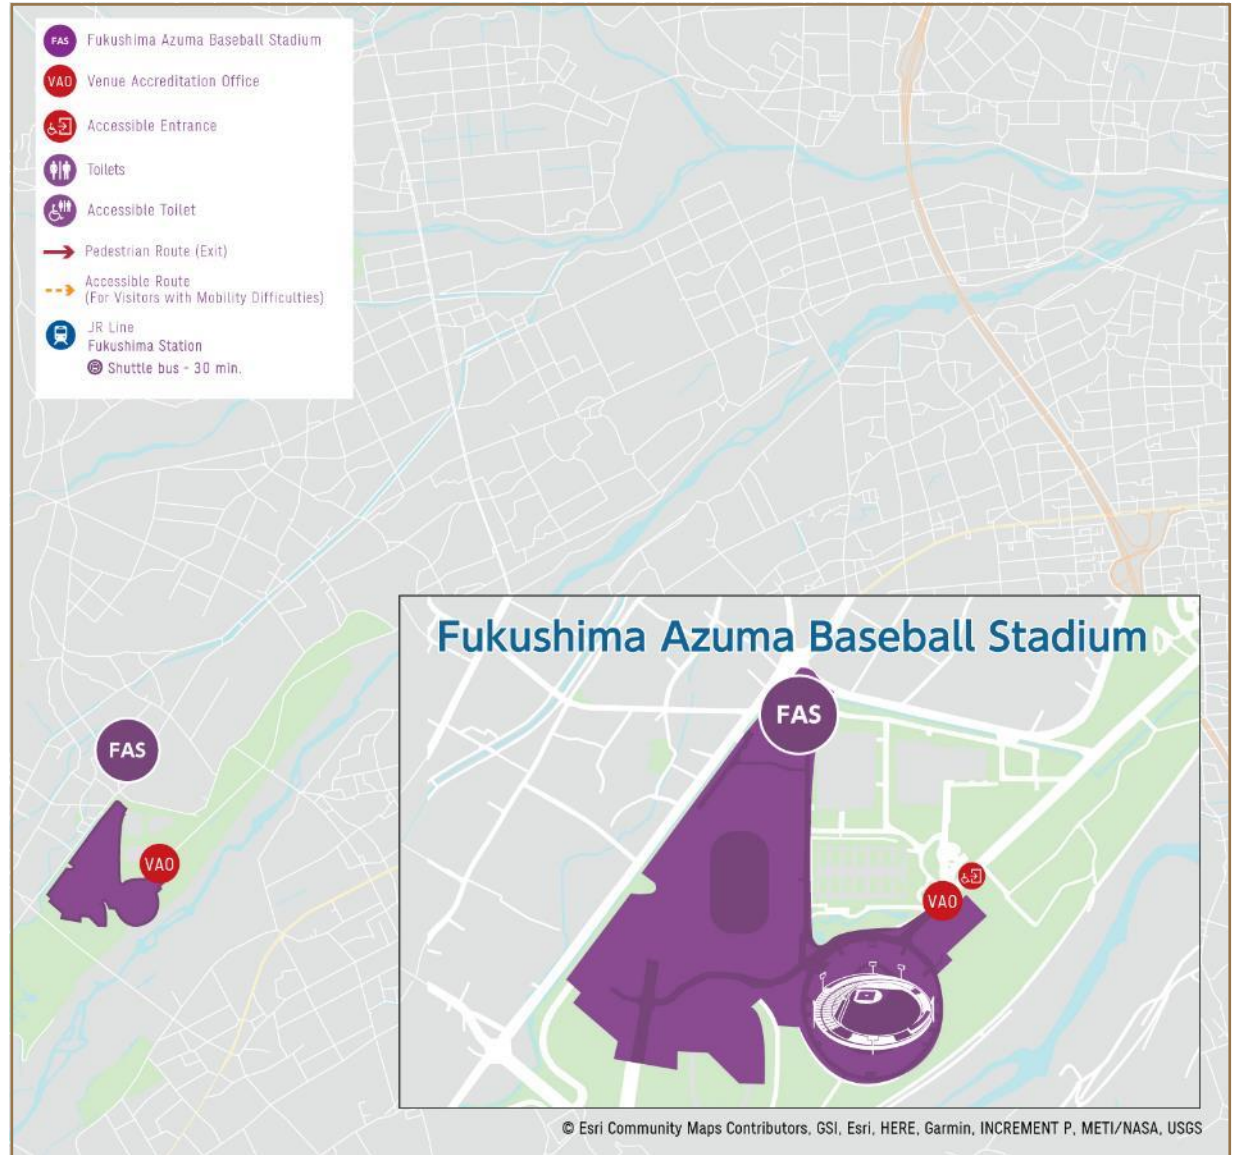 FAS Fukushima Azuma Baseball Stadium
VAO Venue Accreditation Office
Accessible Entrance
Toilets
Accessible Toilet
Pedestrian Route (Exit)
Accessible Route
(For Visitors with Mobility Difficulties)
JR Line
Fukushima Station
Shuttle bus - 30 min.
FAS
VAO
Fukushima Azuma Baseball Stadium
FAS
VAO
© Esri Community Maps Contributors, GSI, Esri, HERE, Garmin, INCREMENT P, METI/NASA, USGS